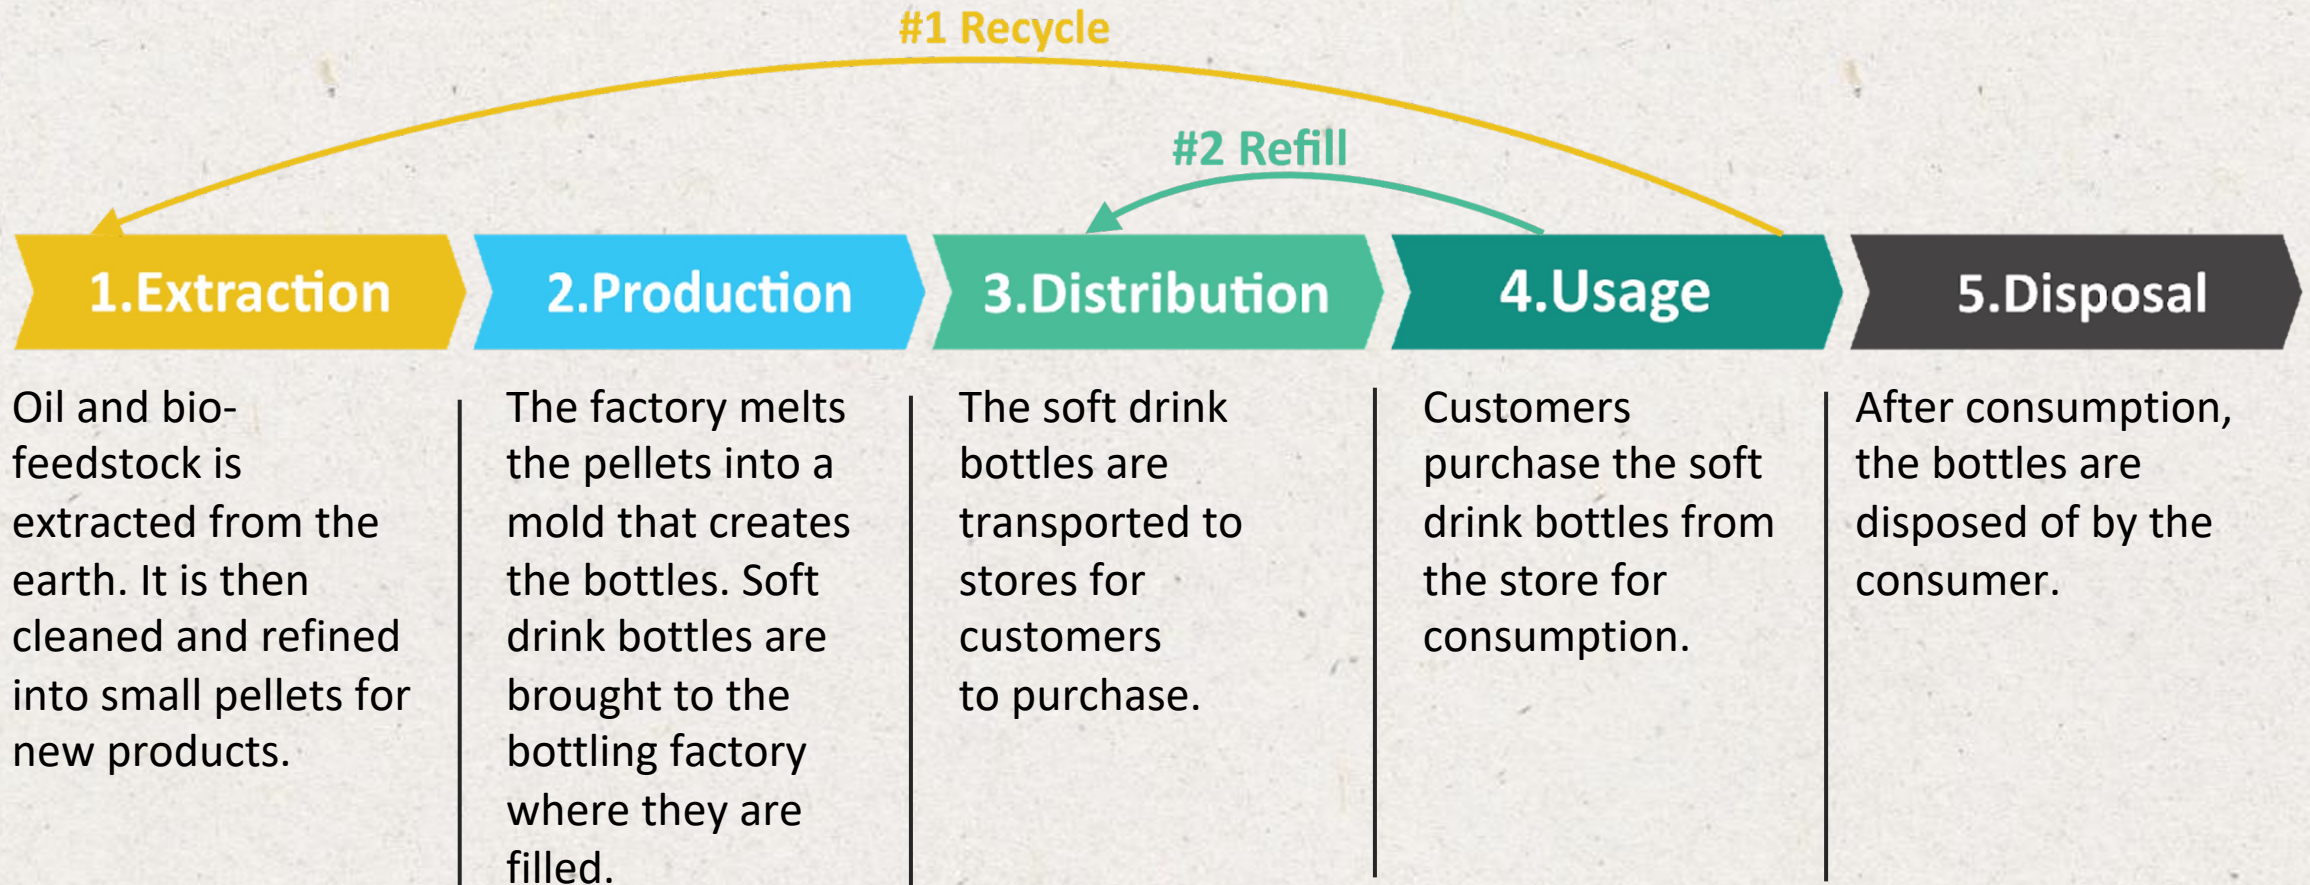 #1 Recycle
#2 Refill
1.Extraction
2.Production
3.Distribution
4.Usage
5.Disposal
Oil and bio-
feedstock is
extracted from the
earth. It is then
cleaned and refined
into small pellets for
new products.
The factory melts
the pellets into a
mold that creates
the bottles. Soft
drink bottles are
brought to the
bottling factory
where they are
filled.
The soft drink
bottles are
transported to
stores for
customers
to purchase.
Customers
purchase the soft
drink bottles from
the store for
consumption.
After consumption,
the bottles are
disposed of by the
consumer.